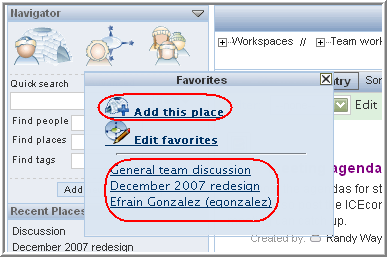 Navigator
Workspaces // Team work
Quick search
Favorites
Add this place
Edit favorites
General team discussion
December 2007 redesign
Efrain Gonzalez (egonzalez)
Find people
Find places
Find tags
Add
Recent Places
Discussion
December 2007 redesign
Edit
agenda
das for st
e ICEcor
up.
Created by: Randy Way